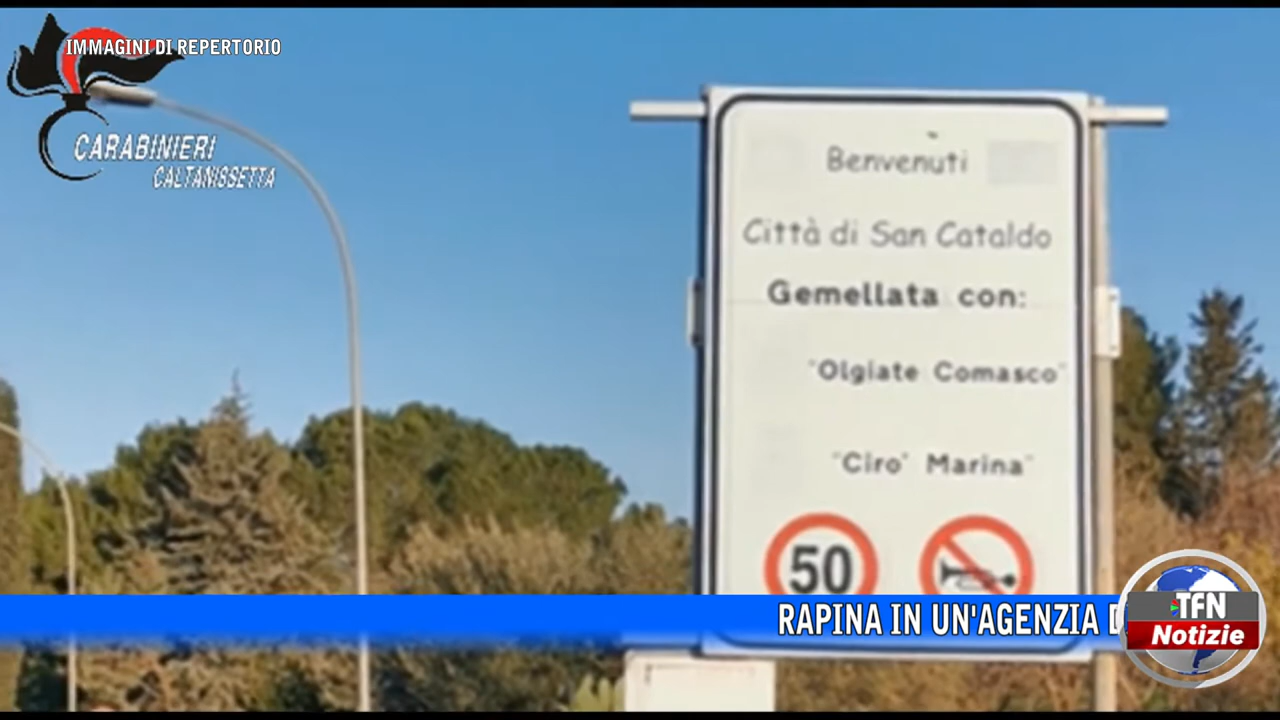 IMMAGINI DI REPERTORIO
CARABINIERI
CALTANISSETTA
Benvenuti
Città di San Cataldo
Gemellata con:
"Olgiate Comasco"
"Ciro' Marina"
50
RAPINA IN UN'AGENZIA
TFN
Notizie